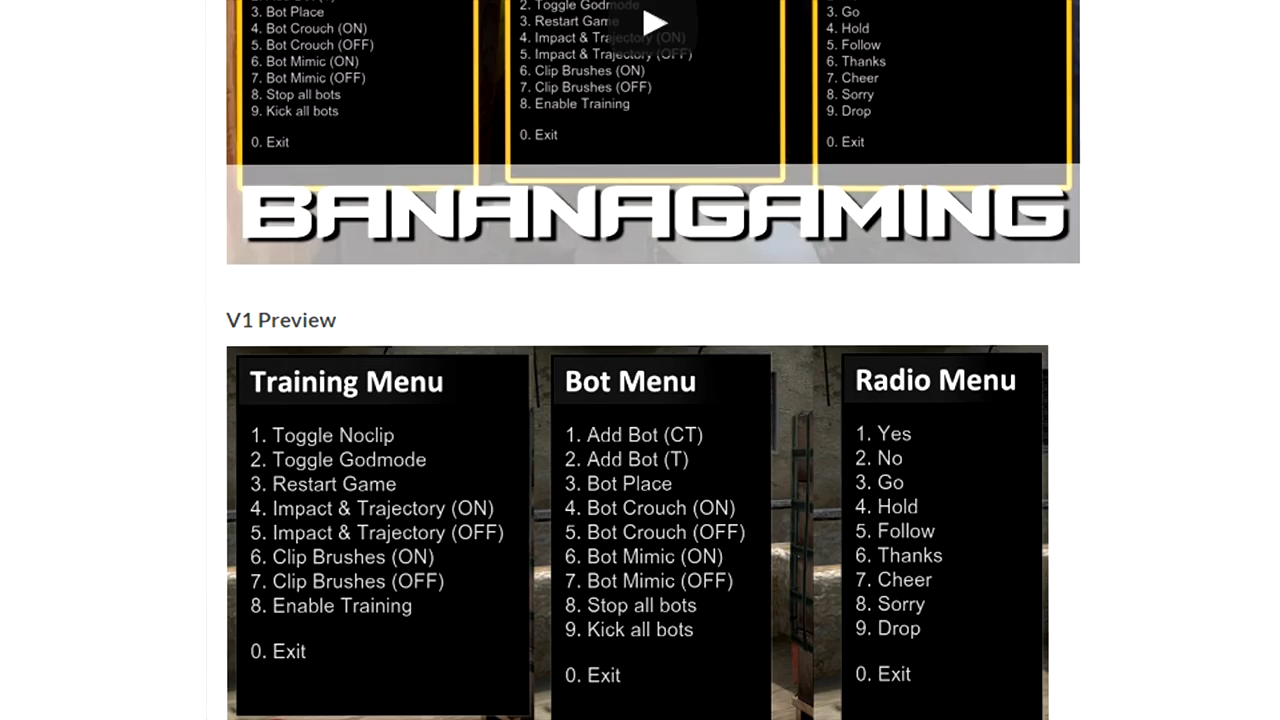 3. Bot Place
4. Bot Crouch (ON)
5. Bot Crouch (OFF)
6. Bot Mimic (ON)
7. Bot Mimic (OFF)
8. Stop all bots
9. Kick all bots
0. Exit
2. Toggle Godmode
3. Restart Game
4. Impact & Trajectory (ON)
5. Impact & Trajectory (OFF)
6. Clip Brushes (ON)
7. Clip Brushes (OFF)
8. Enable Training
0. Exit
3. Go
4. Hold
5. Follow
6. Thanks
7. Cheer
8. Sorry
9. Drop
0. Exit
BANANAGAMING
V1 Preview
Training Menu
1. Toggle Noclip
2. Toggle Godmode
3. Restart Game
4. Impact & Trajectory (ON)
5. Impact & Trajectory (OFF)
6. Clip Brushes (ON)
7. Clip Brushes (OFF)
8. Enable Training
0. Exit
Bot Menu
1. Add Bot (CT)
2. Add Bot (T)
3. Bot Place
4. Bot Crouch (ON)
5. Bot Crouch (OFF)
6. Bot Mimic (ON)
7. Bot Mimic (OFF)
8. Stop all bots
9. Kick all bots
0. Exit
Radio Menu
1. Yes
2. No
3. Go
4. Hold
5. Follow
6. Thanks
7. Cheer
8. Sorry
9. Drop
0. Exit